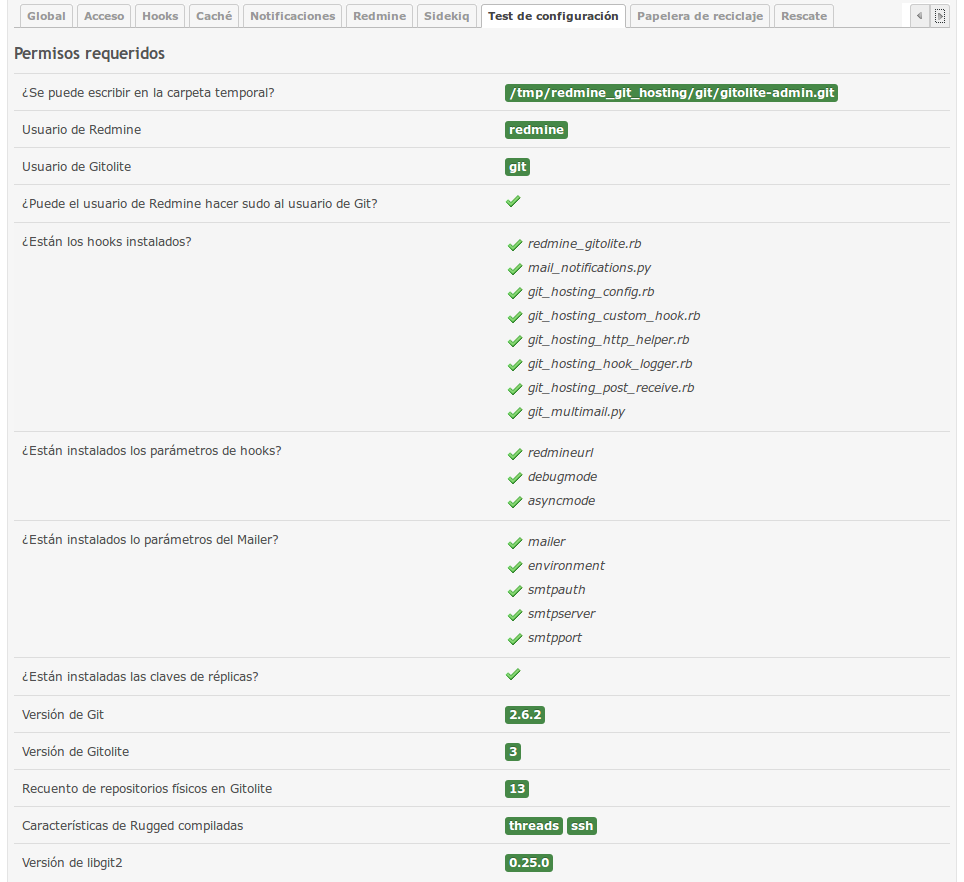 Global Acceso Hooks Caché Notificaciones Redmine Sidekiq Test de configuración Papelera de reciclaje Rescate
Permisos requeridos
¿Se puede escribir en la carpeta temporal? /tmp/redmine_git_hosting/git/gitolite-admin.git
Usuario de Redmine redmine
Usuario de Gitolite git
¿Puede el usuario de Redmine hacer sudo al usuario de Git?
¿Están los hooks instalados? redmine_gitolite.rb
mail_notifications.py
git_hosting_config.rb
git_hosting_custom_hook.rb
git_hosting_http_helper.rb
git_hosting_hook_logger.rb
git_hosting_post_receive.rb
git_multimail.py
¿Están instalados los parámetros de hooks? redmineurl
debugmode
asyncmode
¿Están instalados lo parámetros del Mailer? mailer
environment
smtpauth
smtpserver
smtpport
¿Están instaladas las claves de réplicas?
Versión de Git 2.6.2
Versión de Gitolite 3
Recuento de repositorios físicos en Gitolite 13
Características de Rugged compiladas threads ssh
Versión de libgit2 0.25.0